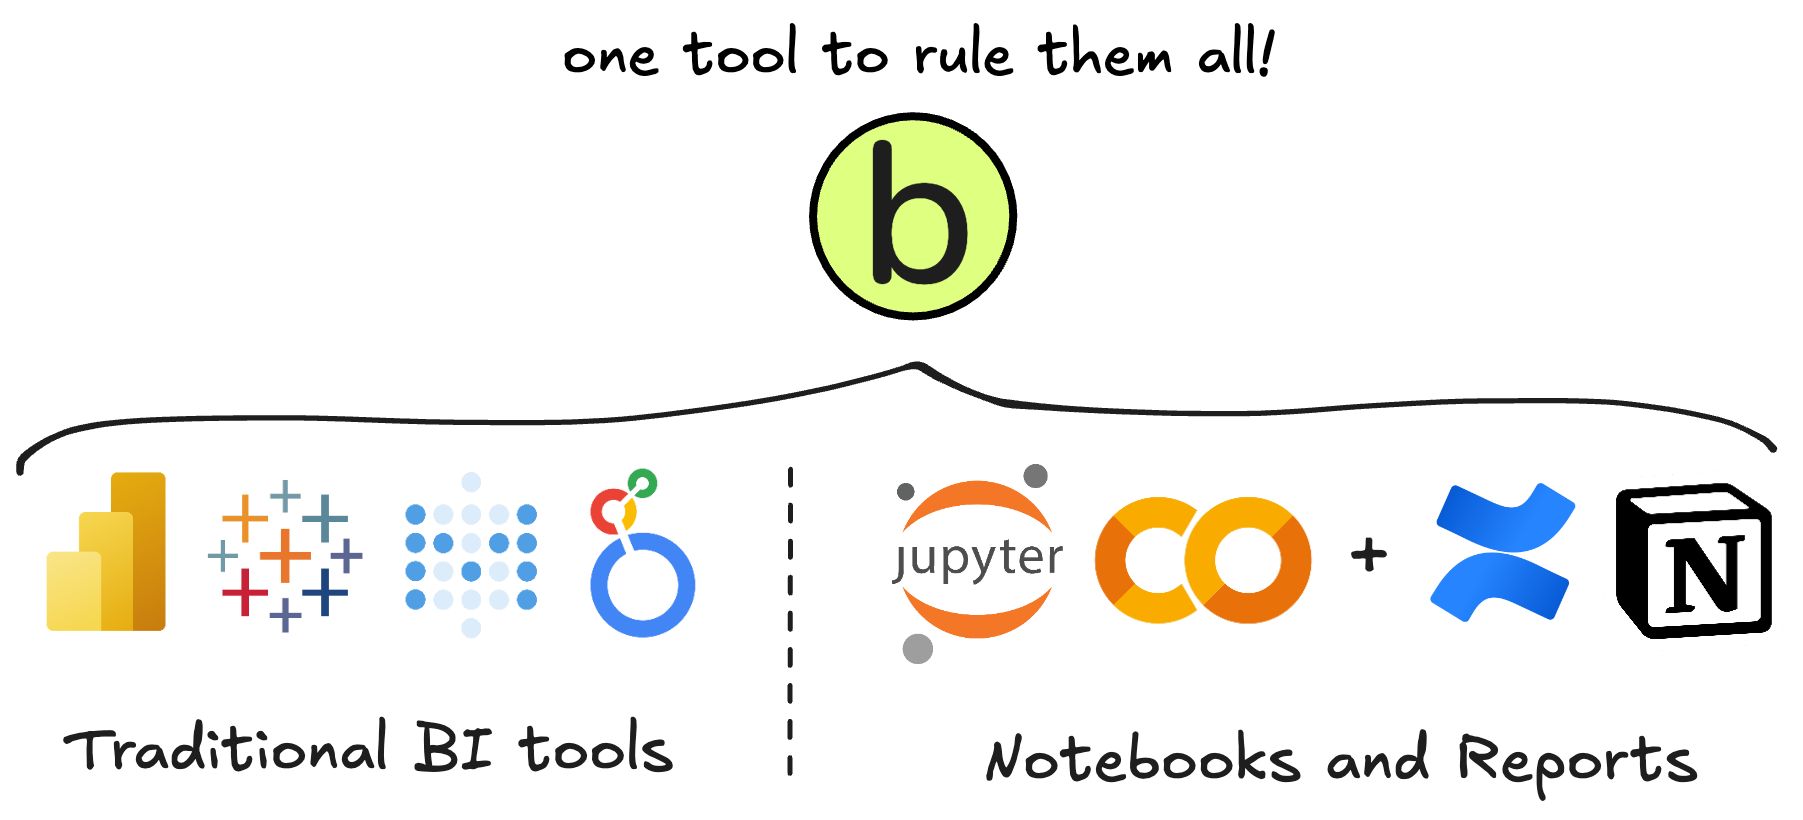 one tool to rule them all!
b
jupyter
+
N
Traditional BI tools
Notebooks and Reports